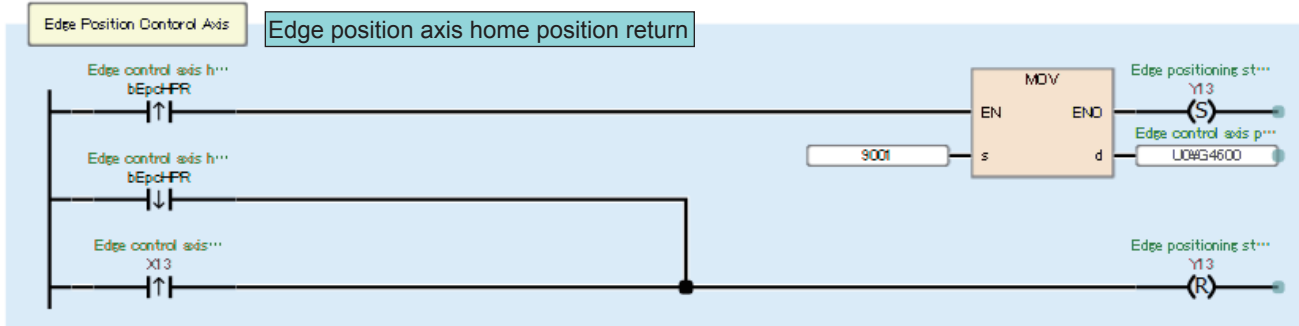 Edge Position Contorol Axis
Edge position axis home position return
Edge control axis h…
bEpcHPR
MOV
Edge positioning st…
Y13
EN
ENO
(S)
Edge control axis p…
9001
s
d
U0¥G4600
Edge control axis h…
bEpcHPR
Edge control axis…
X13
Edge positioning st…
Y13
(R)